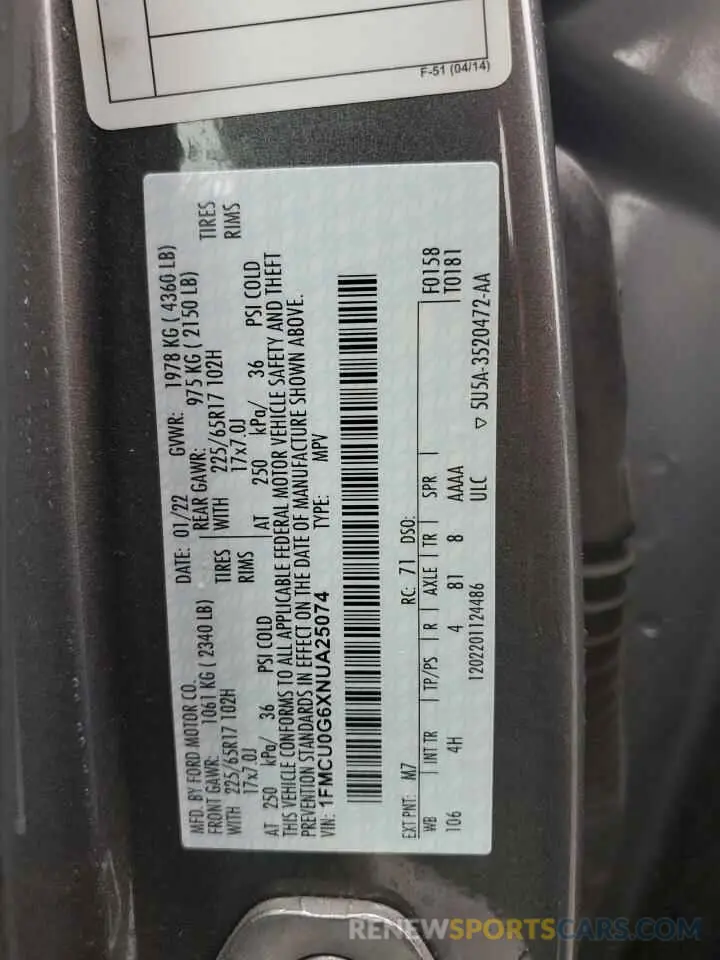 F-51 (04/14)
MFD. BY FORD MOTOR CO.
DATE: 01/22 GVWR: 1978 KG ( 4360 LB)
FRONT GAWR: 1061 KG ( 2340 LB) REAR GAWR: 975 KG ( 2150 LB)
WITH 225/65R17 102H TIRES WITH 225/65R17 102H TIRES
17x7.0J RIMS 17x7.0J RIMS
AT 250 kPa/ 36 PSI COLD AT 250 kPa/ 36 PSI COLD
THIS VEHICLE CONFORMS TO ALL APPLICABLE FEDERAL MOTOR VEHICLE SAFETY AND THEFT
PREVENTION STANDARDS IN EFFECT ON THE DATE OF MANUFACTURE SHOWN ABOVE.
VIN: 1FMCU0G6XNUA25074 TYPE: MPV
EXT PNT: M7 RC: 71 DSO: F0158
WB INT TR TP/PS R AXLE TR SPR T0181
106 4H 4 81 8 AAAA
1202201124486 ULC ▽ 5U5A-3520472-AA
RENEWSPORTSCARS.COM